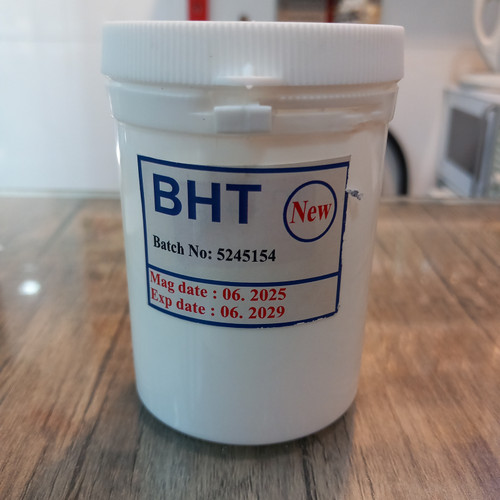 BHT
New
Batch No: 5245154
Mag date : 06. 2025
Exp date : 06. 2029